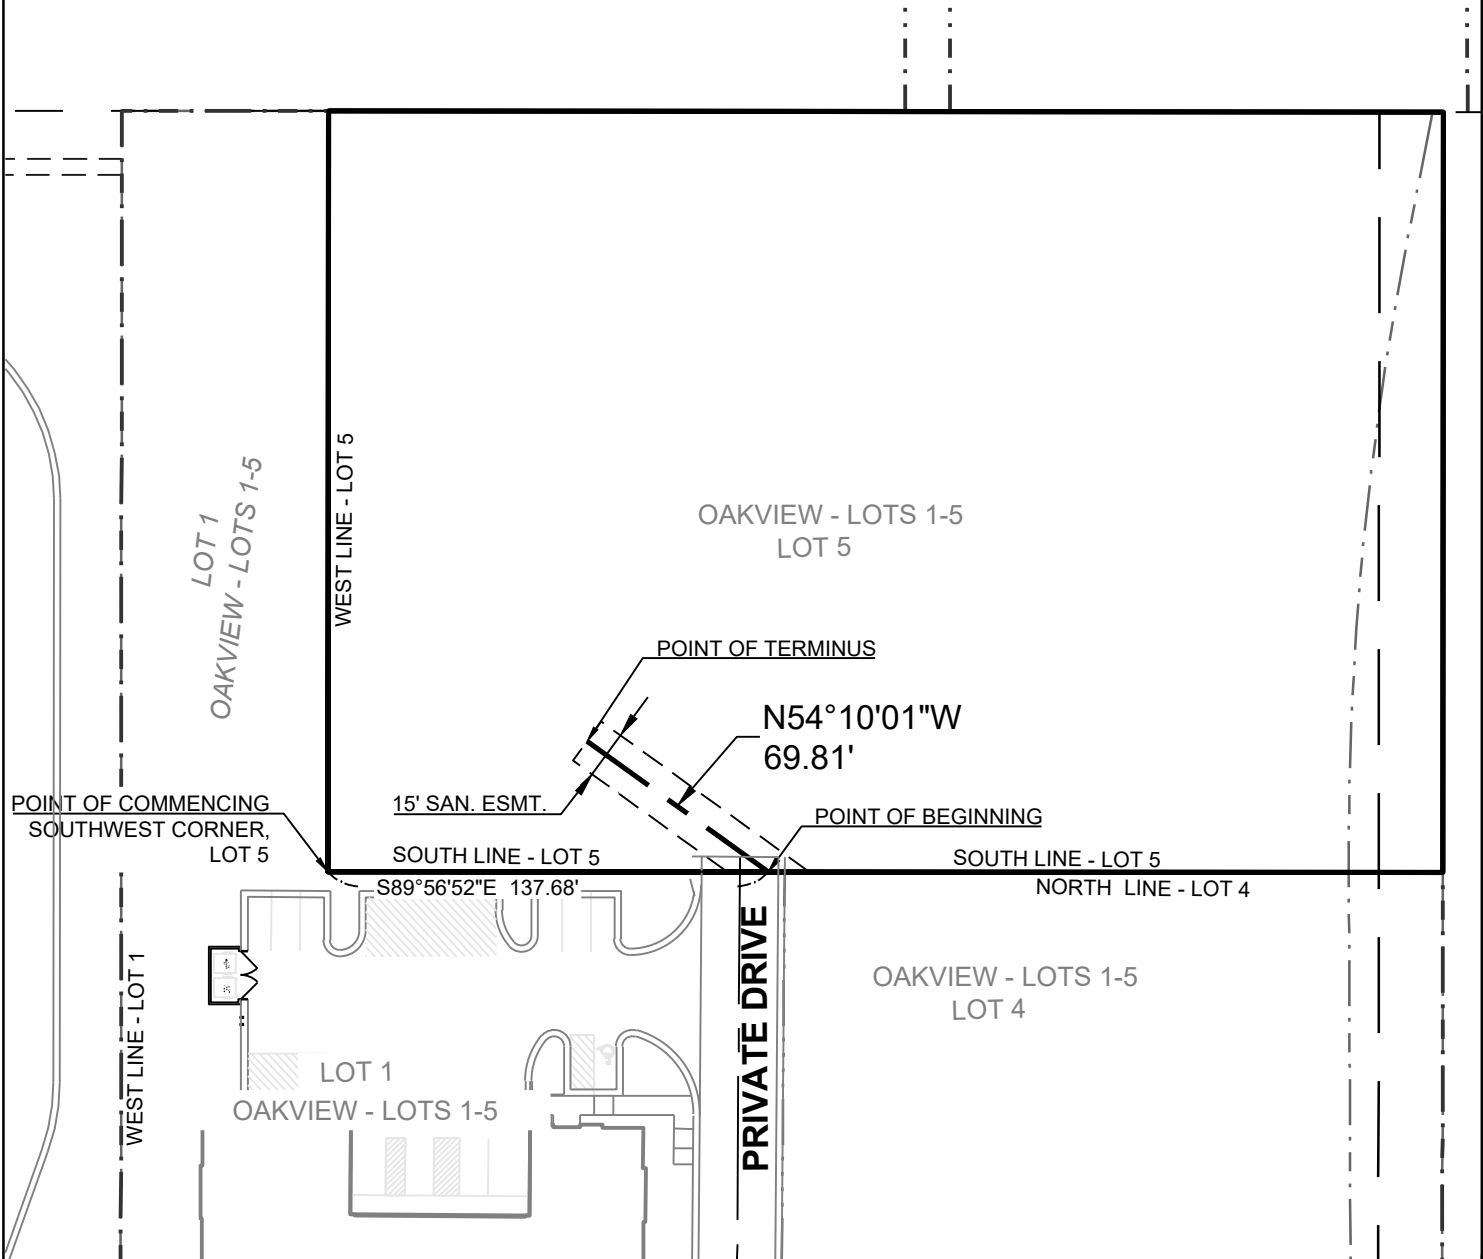 WEST LINE - LOT 5
LOT 1
OAKVIEW - LOTS 1-5
OAKVIEW - LOTS 1-5
LOT 5
POINT OF TERMINUS
N54°10'01"W
69.81'
POINT OF COMMENCING
SOUTHWEST CORNER,
LOT 5
15' SAN. ESMT.
POINT OF BEGINNING
SOUTH LINE - LOT 5
SOUTH LINE - LOT 5
S89°56'52"E 137.68'
NORTH LINE - LOT 4
WEST LINE - LOT 1
PRIVATE DRIVE
OAKVIEW - LOTS 1-5
LOT 4
LOT 1
OAKVIEW - LOTS 1-5